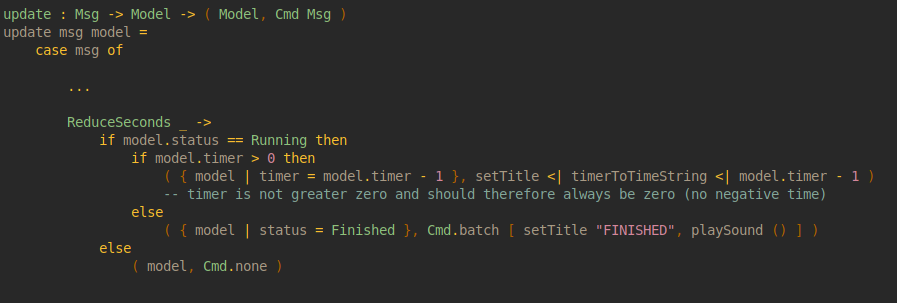 update : Msg -> Model -> ( Model, Cmd Msg )
update msg model =
    case msg of

        ...

        ReduceSeconds _ ->
            if model.status == Running then
                if model.timer > 0 then
                    ( { model | timer = model.timer - 1 }, setTitle <| timerToTimeString <| model.timer - 1 )
                    -- timer is not greater zero and should therefore always be zero (no negative time)
                else
                    ( { model | status = Finished }, Cmd.batch [ setTitle "FINISHED", playSound () ] )
            else
                ( model, Cmd.none )